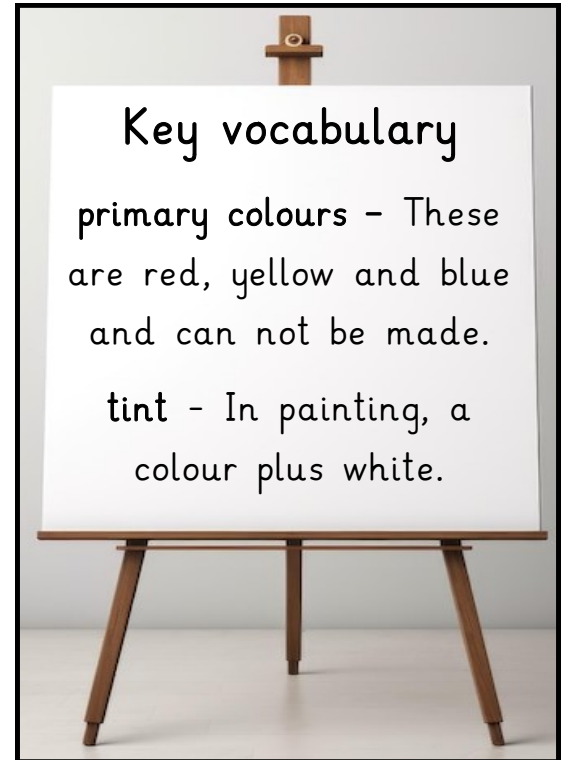 Key vocabulary
primary colours – These
are red, yellow and blue
and can not be made.
tint - In painting, a
colour plus white.